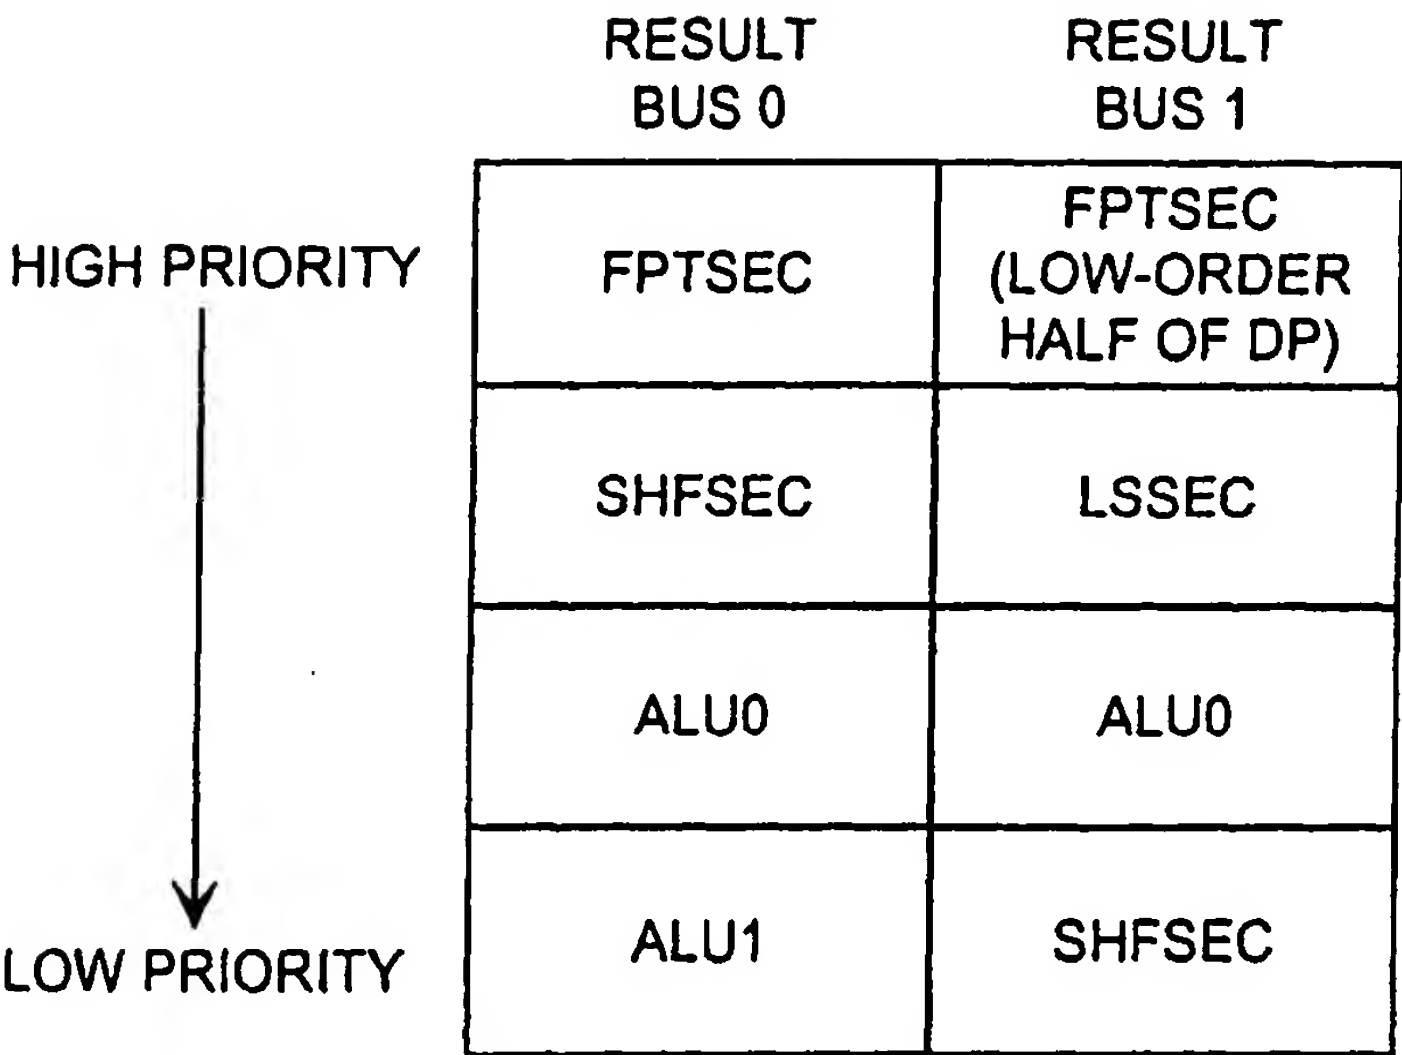 RESULT
BUS 0
RESULT
BUS 1
HIGH PRIORITY
FPTSEC
FPTSEC
(LOW-ORDER
HALF OF DP)
SHFSEC
LSSEC
ALU0
ALU0
LOW PRIORITY
ALU1
SHFSEC